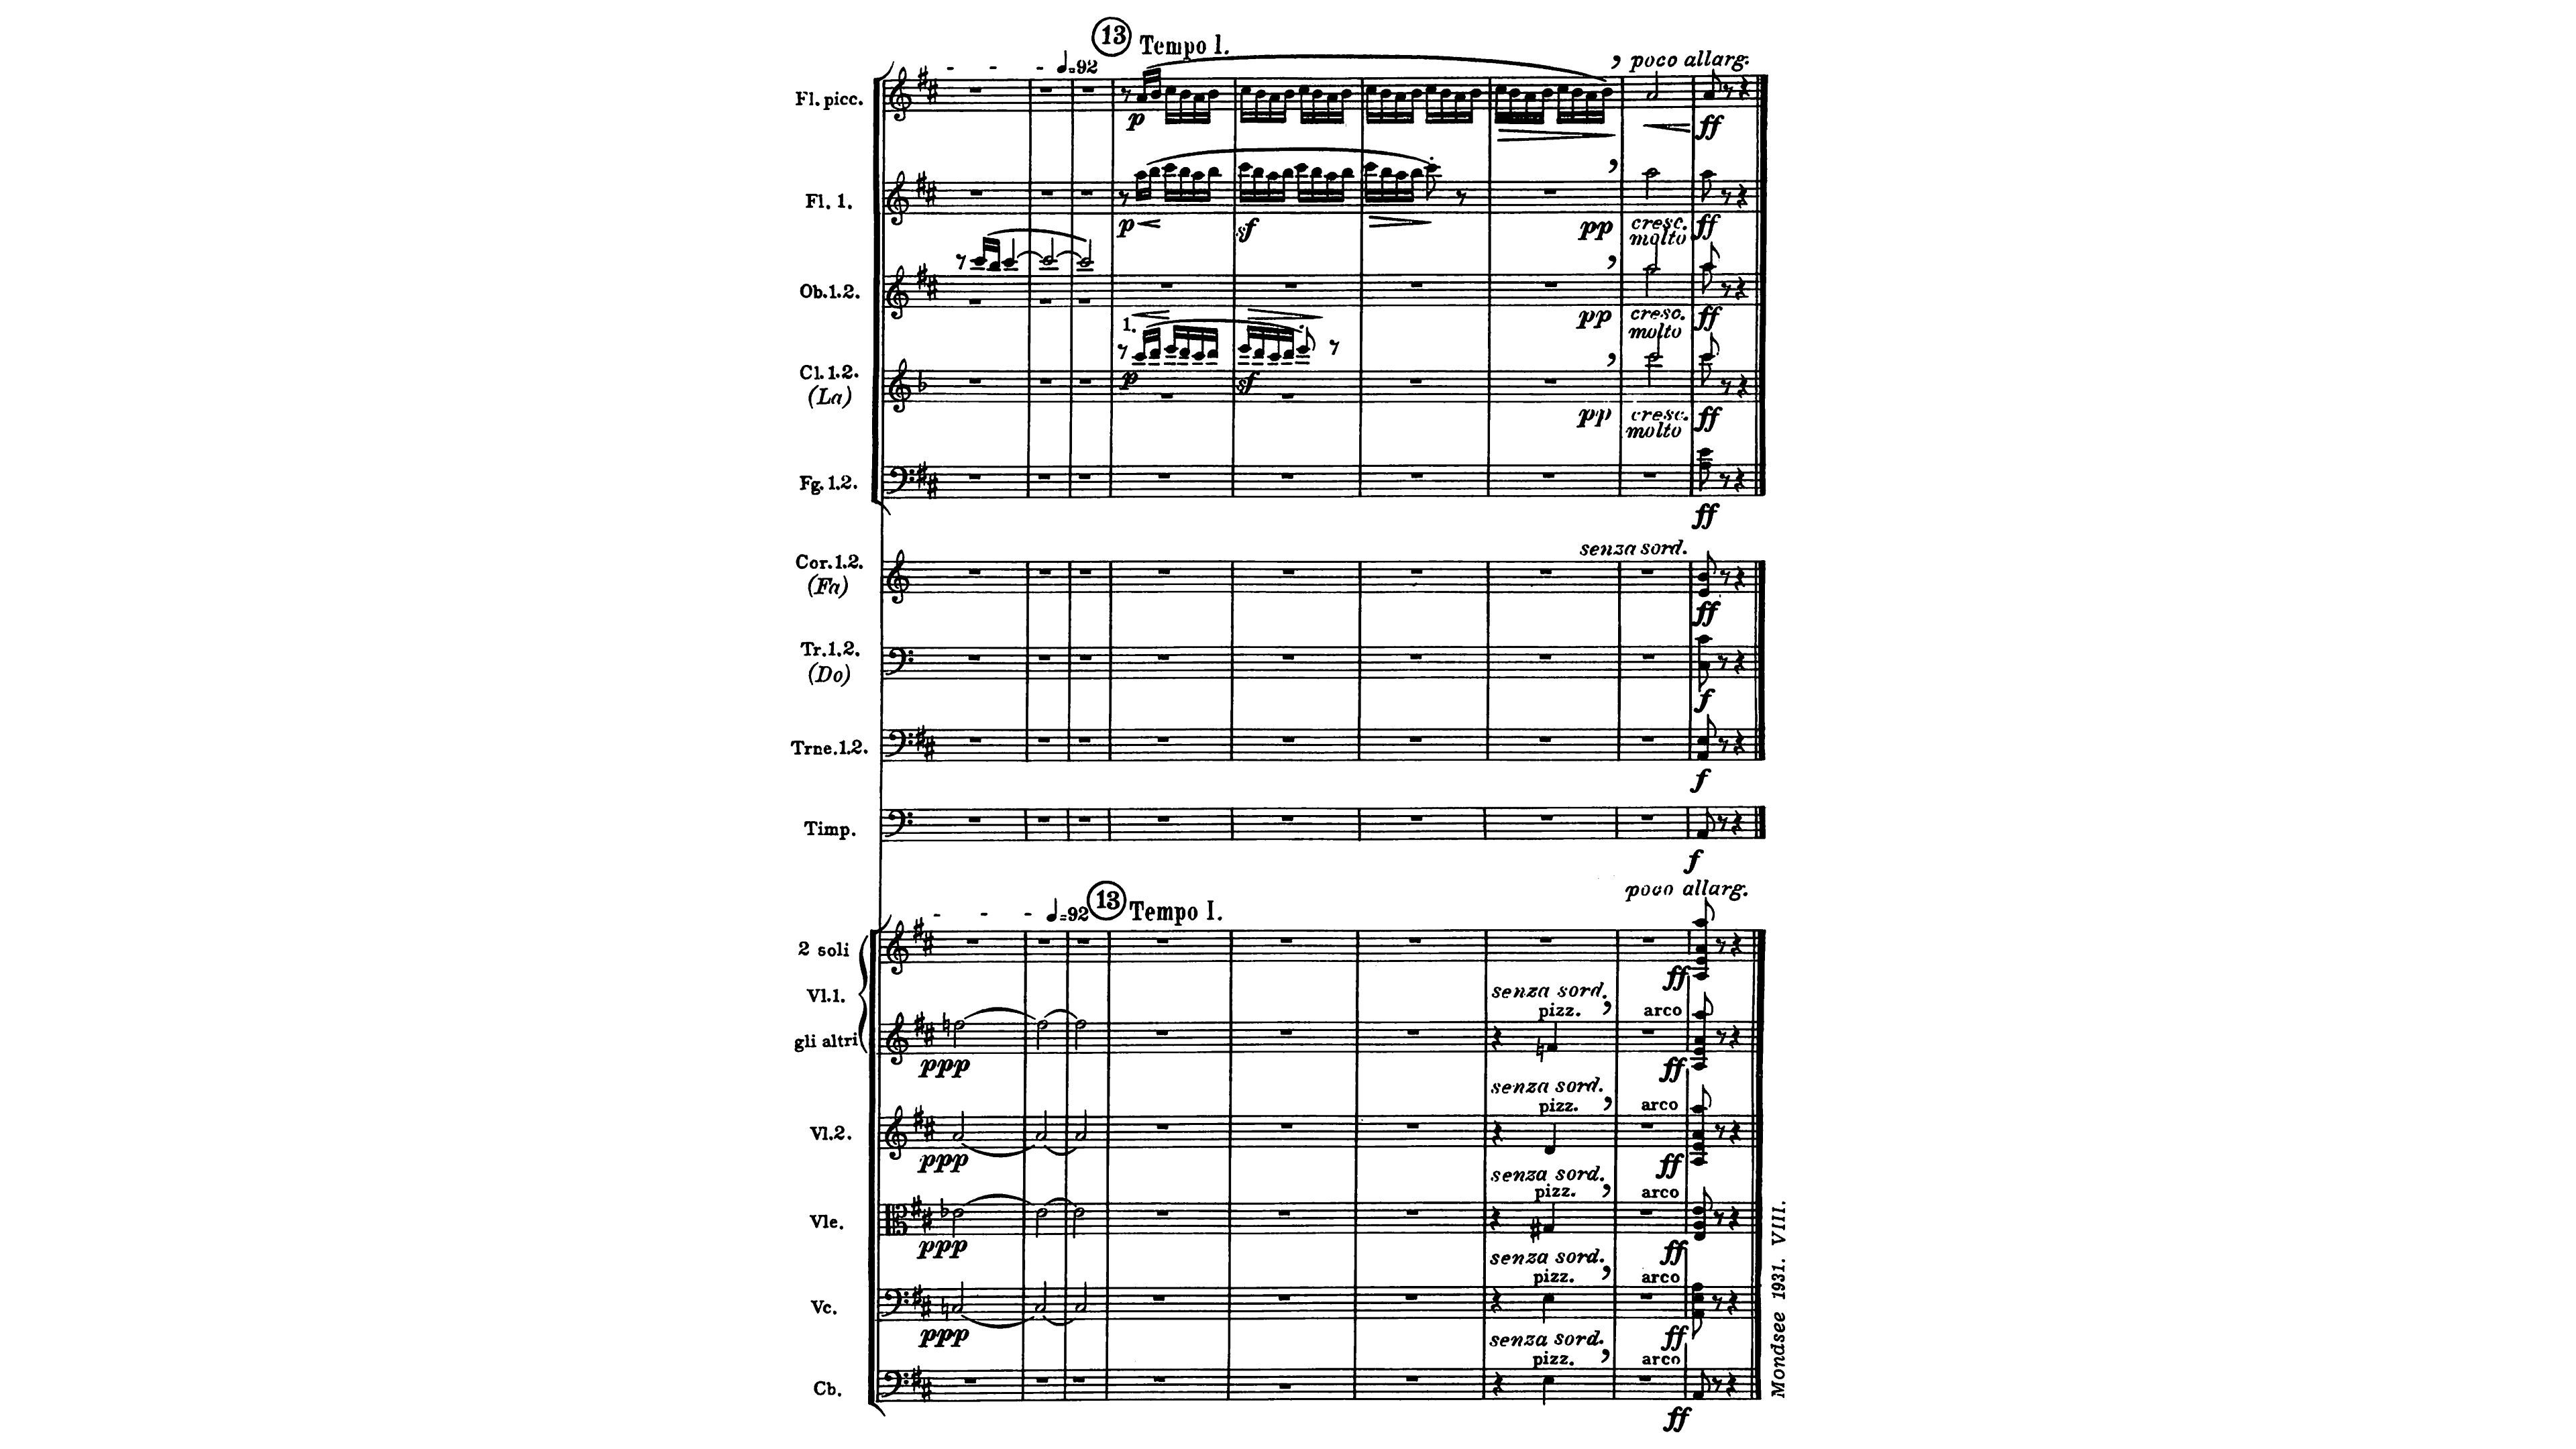 13 Tempo I.
- - - ♩=92 , poco allarg.
Fl. picc.
p ff
Fl. 1.
p sf pp cresc. molto ff
,
Ob.1.2.
pp cresc. molto ff
,
1.
Cl.1.2.
(La)
p sf pp cresc. molto ff
,
Fg.1.2.
ff
senza sord.
Cor.1.2.
(Fa)
ff
Tr.1.2.
(Do)
f
Trne.1.2.
f
Timp.
f
poco allarg.
- - - ♩=92 13 Tempo I.
2 soli
ff
Vl.1.
senza sord.
pizz. , arco
gli altri
ppp ff
senza sord.
pizz. , arco
Vl.2.
ppp ff
senza sord.
pizz. , arco
Vle.
ppp ff
senza sord.
pizz. , arco
Vc.
ppp ff
senza sord.
pizz. , arco
Cb.
ff
Mondsee 1931. VIII.